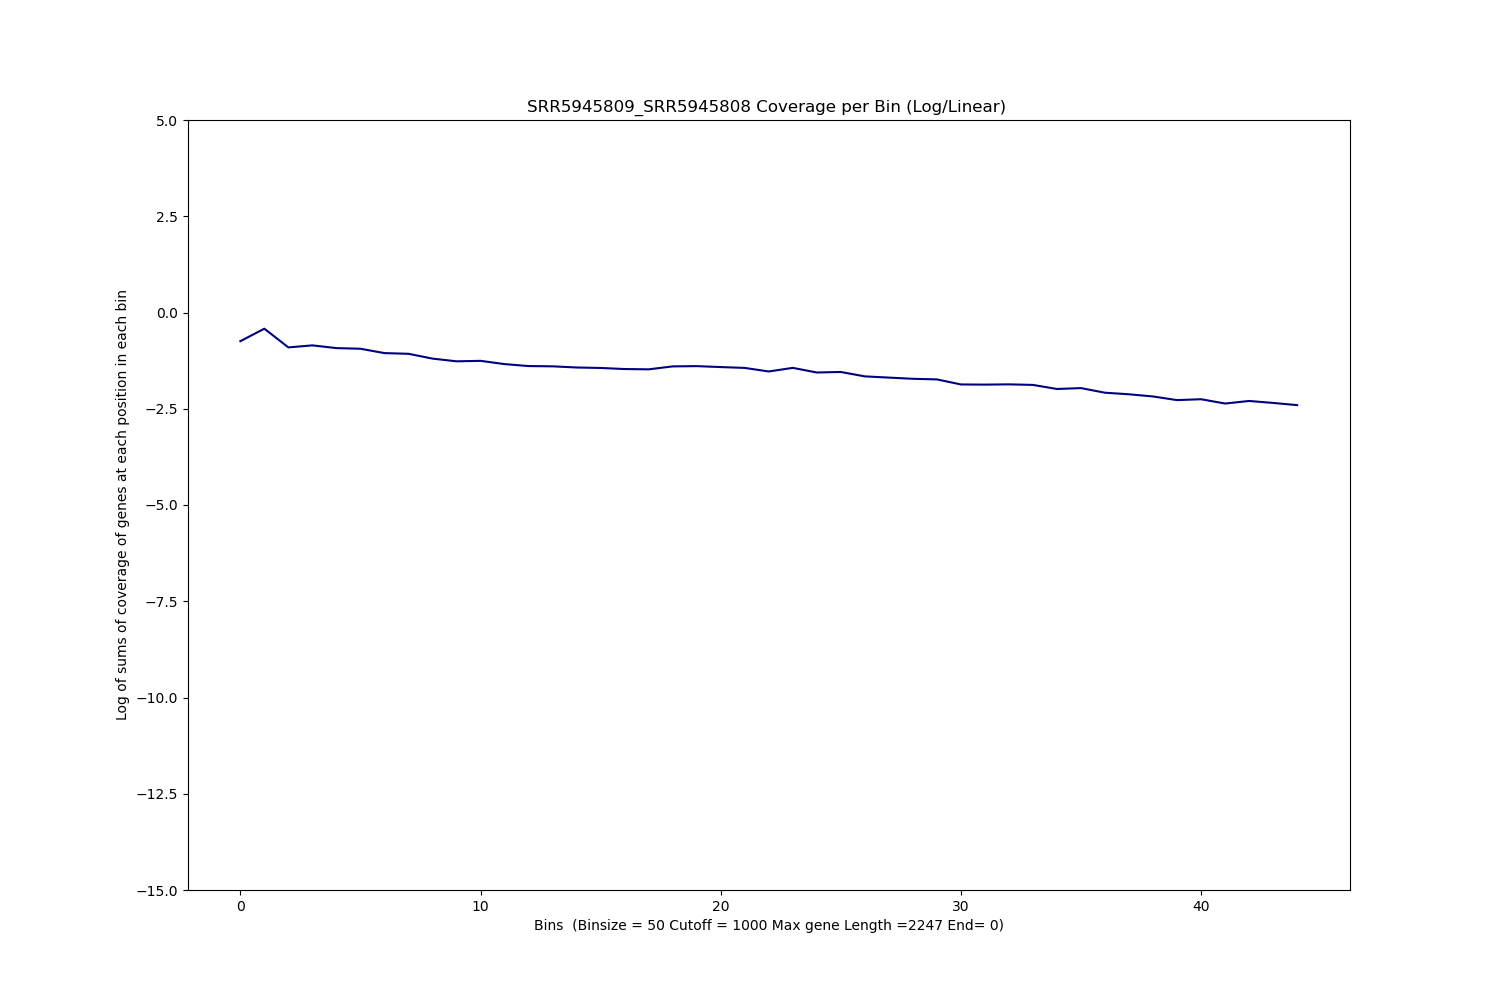 SRR5945809_SRR5945808 Coverage per Bin (Log/Linear)
5.0
2.5
0.0
−2.5
−5.0
−7.5
−10.0
−12.5
−15.0
Log of sums of coverage of genes at each position in each bin
0 10 20 30 40
Bins  (Binsize = 50 Cutoff = 1000 Max gene Length =2247 End= 0)